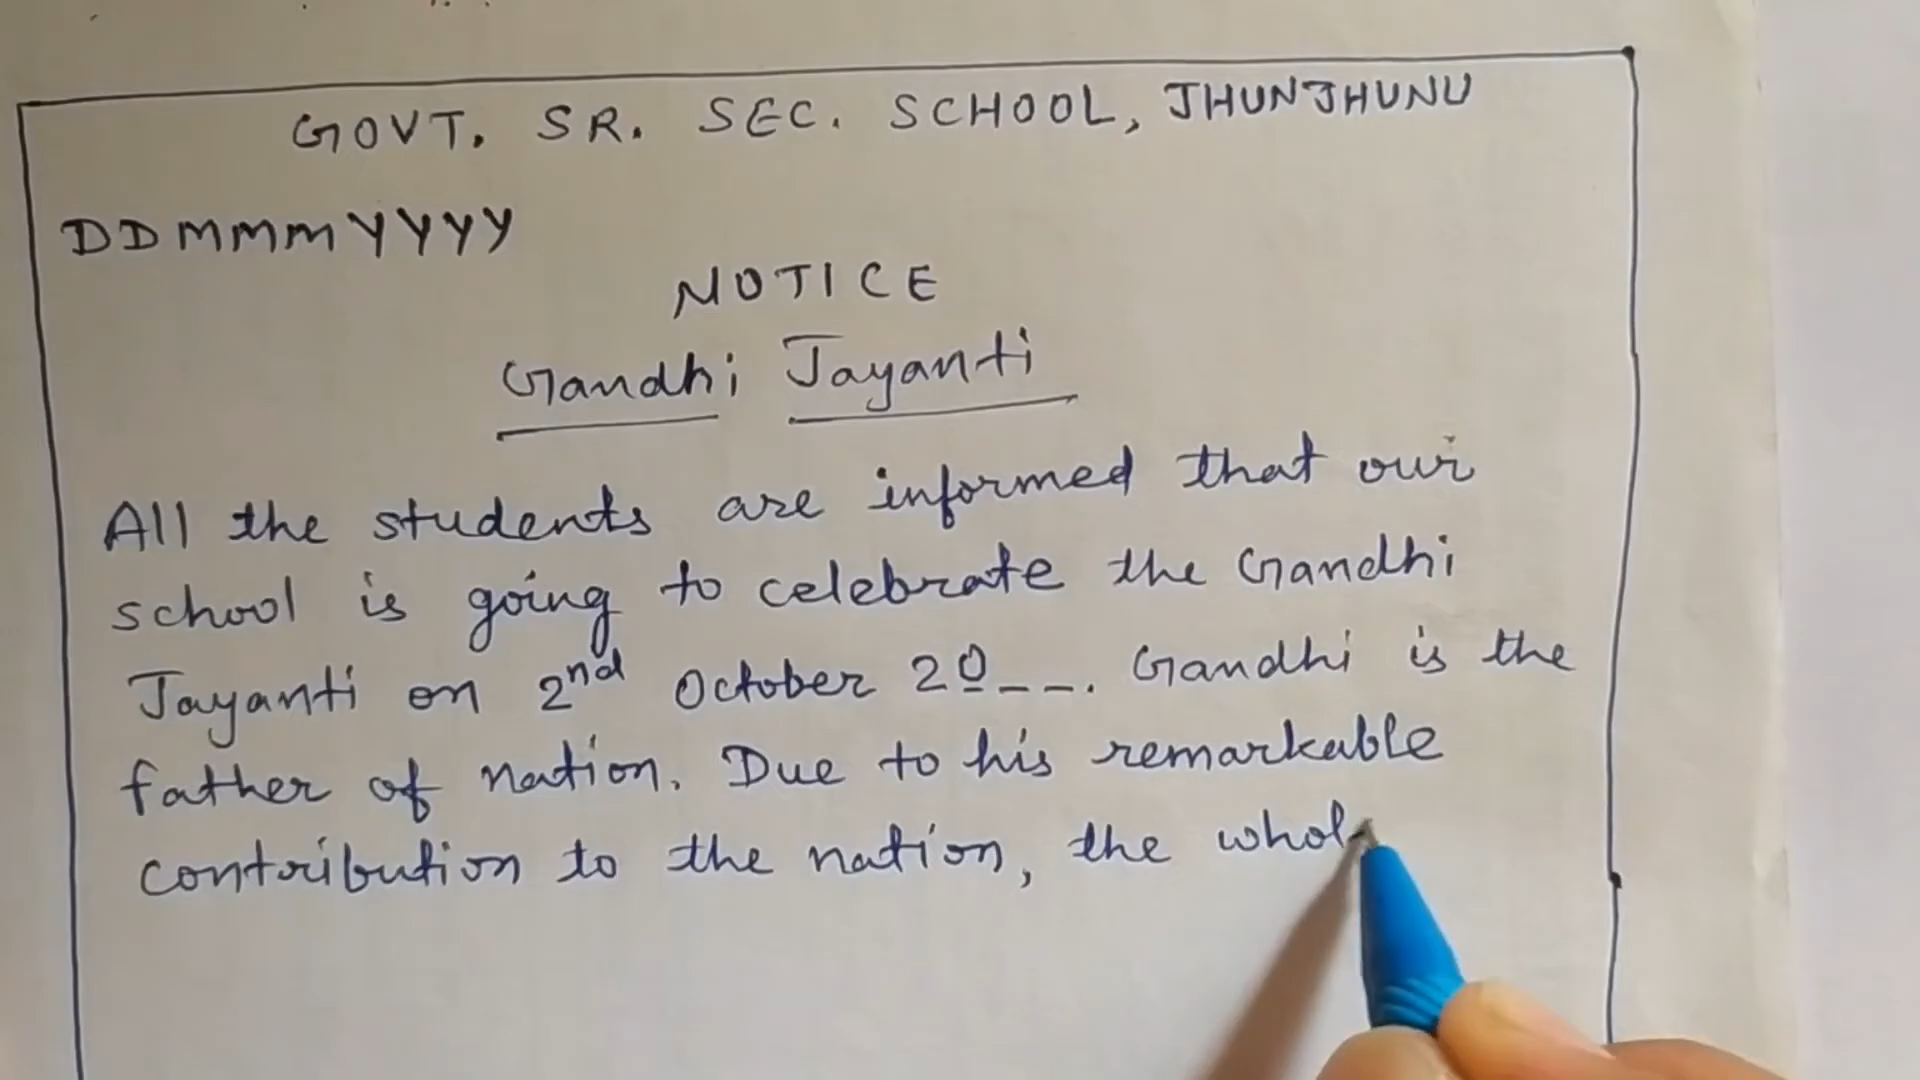 GOVT. SR. SEC. SCHOOL, JHUNJHUNU
DDMMMYYYY
NOTICE
Gandhi Jayanti
All the students are informed that our
school is going to celebrate the Gandhi
Jayanti on 2nd October 20__. Gandhi is the
father of nation. Due to his remarkable
contribution to the nation, the whol